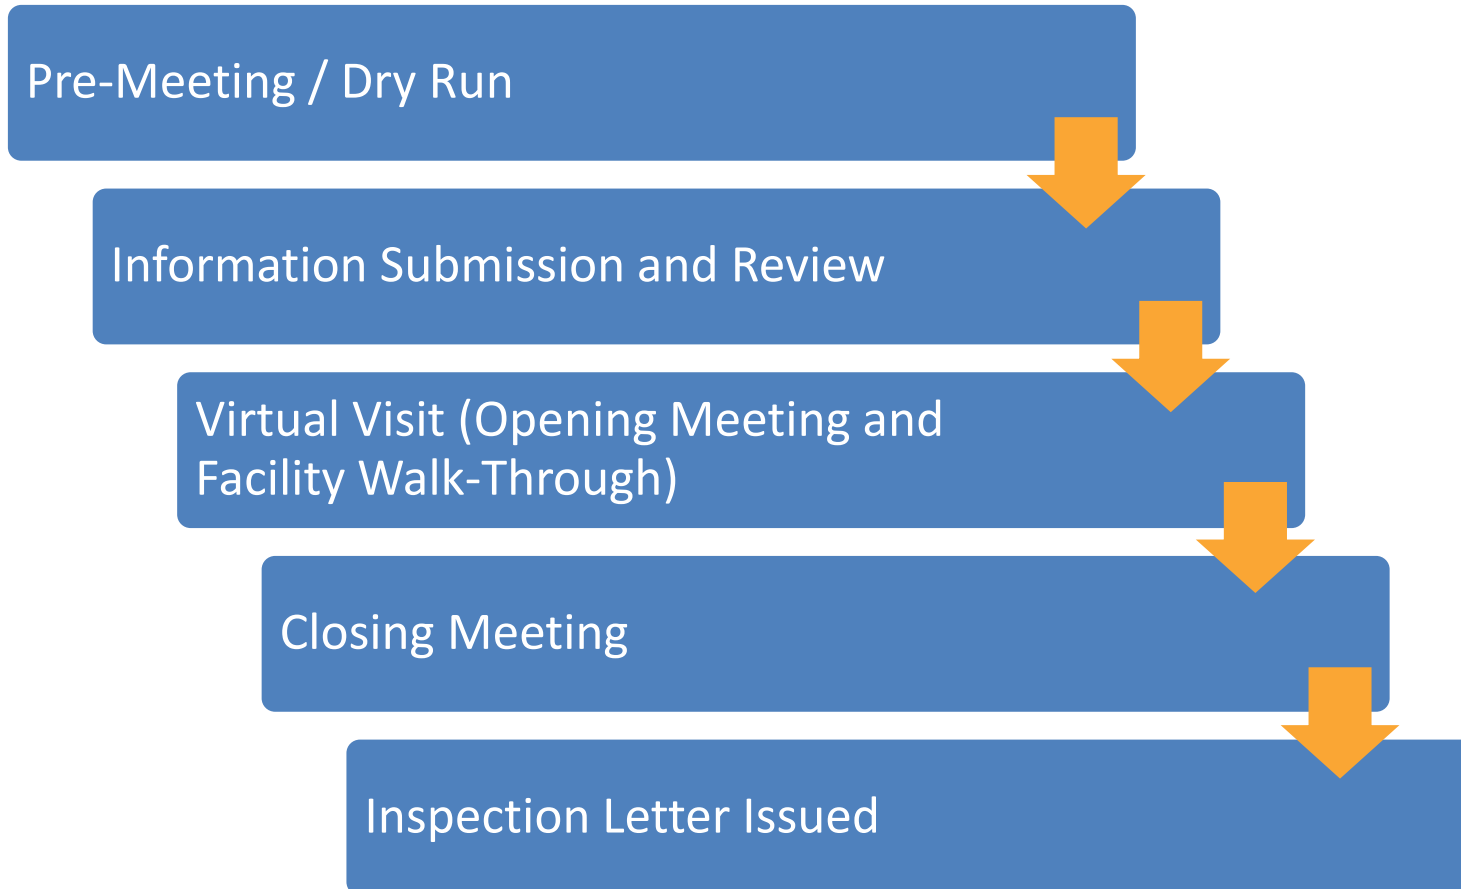 Pre-Meeting / Dry Run
Information Submission and Review
Virtual Visit (Opening Meeting and
Facility Walk-Through)
Closing Meeting
Inspection Letter Issued